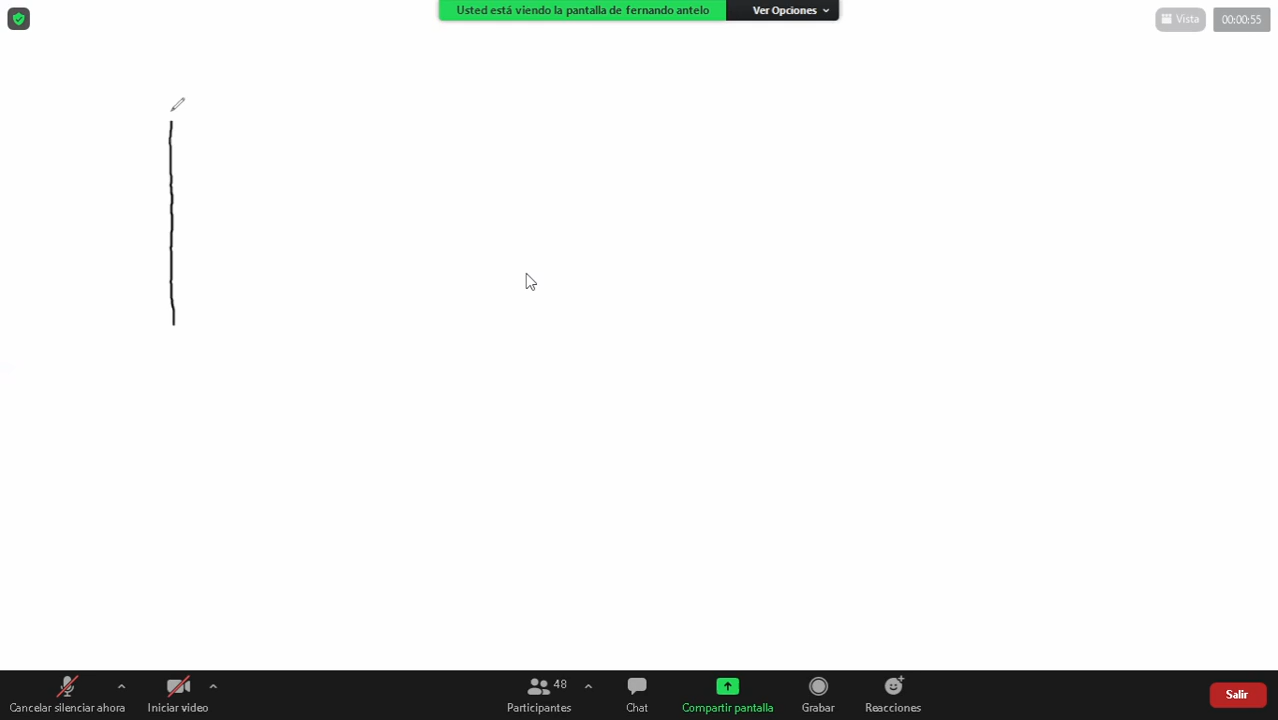 Usted está viendo la pantalla de fernando antelo Ver Opciones
Vista 00:00:55
48
Cancelar silenciar ahora Iniciar video Participantes Chat Compartir pantalla Grabar Reacciones Salir